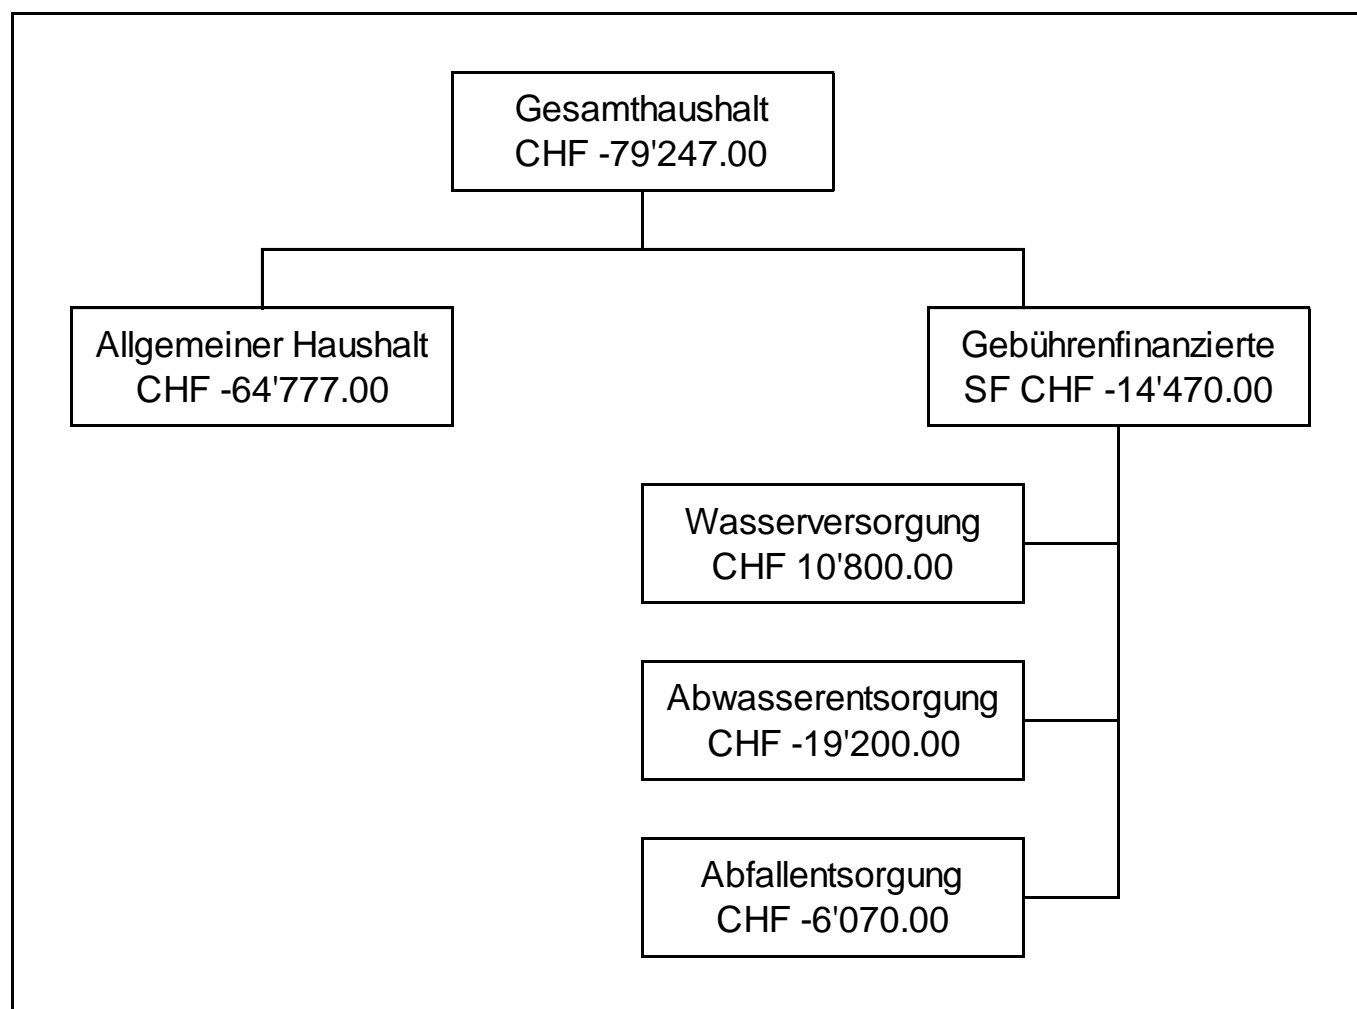 Gesamthaushalt
CHF -79'247.00
Allgemeiner Haushalt
CHF -64'777.00
Gebührenfinanzierte
SF CHF -14'470.00
Wasserversorgung
CHF 10'800.00
Abwasserentsorgung
CHF -19'200.00
Abfallentsorgung
CHF -6'070.00